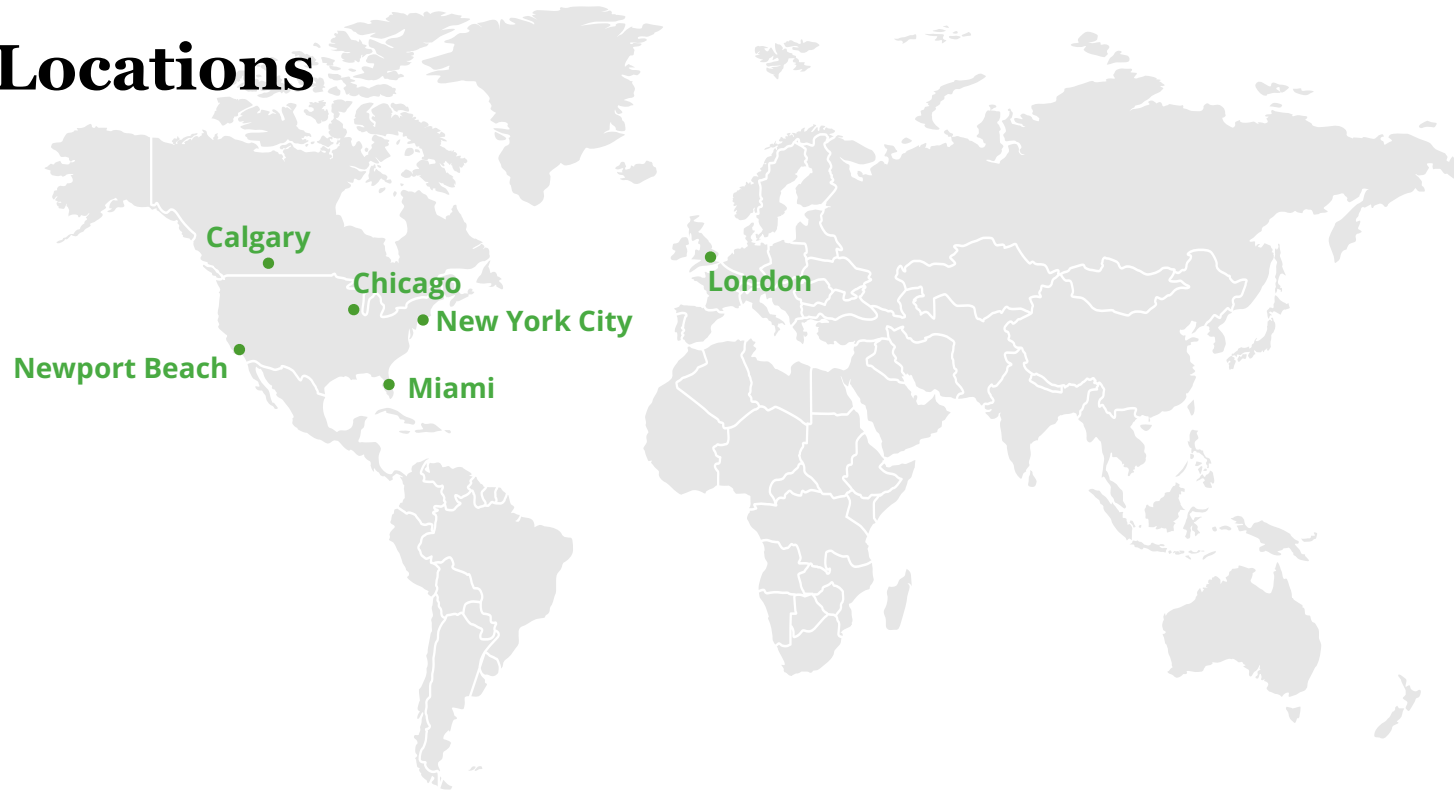 Locations
Calgary
Chicago
London
New York City
Newport Beach
Miami